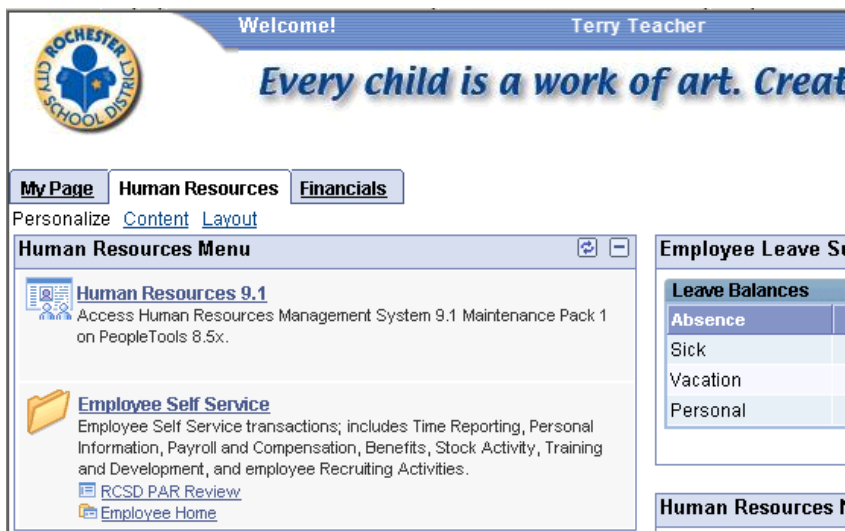 Welcome!
Terry Teacher
ROCHESTER
CITY SCHOOL DISTRICT
Every child is a work of art.
My Page Human Resources Financials
Personalize Content Layout
Human Resources Menu
Human Resources 9.1
Access Human Resources Management System 9.1 Maintenance Pack 1
on PeopleTools 8.5x.
Employee Self Service
Employee Self Service transactions; includes Time Reporting, Personal
Information, Payroll and Compensation, Benefits, Stock Activity, Training
and Development, and employee Recruiting Activities.
RCSD PAR Review
Employee Home
Employee Leave
Leave Balances
Absence
Sick
Vacation
Personal
Human Resources